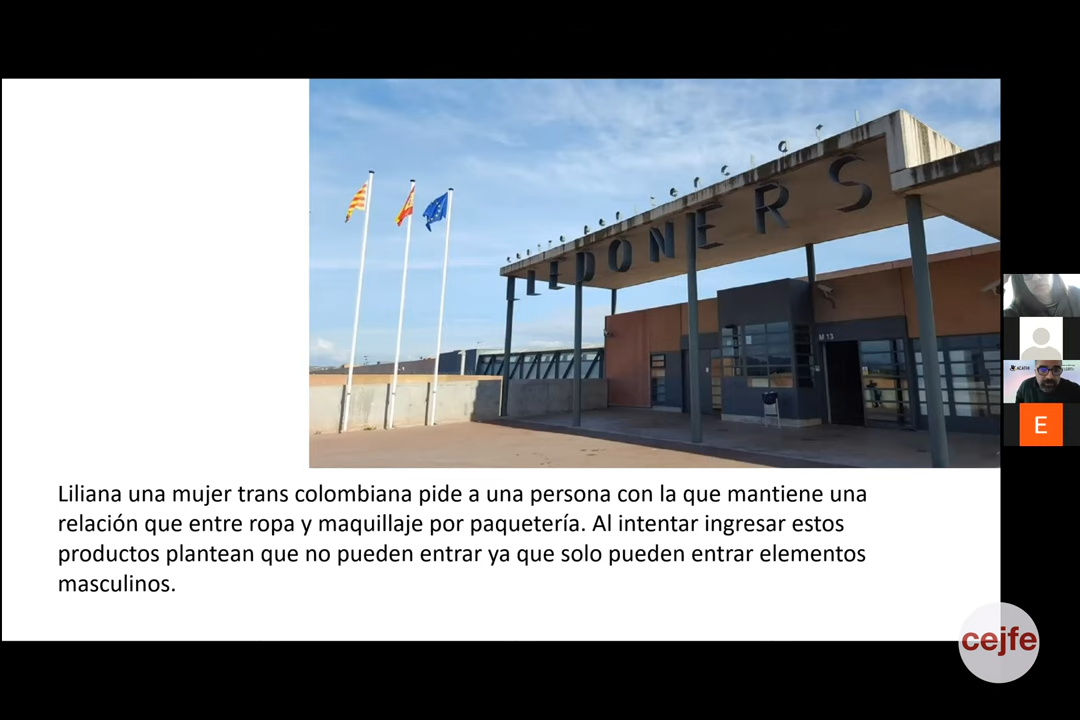 LLEDONERS
M 13
Liliana una mujer trans colombiana pide a una persona con la que mantiene una
relación que entre ropa y maquillaje por paquetería. Al intentar ingresar estos
productos plantean que no pueden entrar ya que solo pueden entrar elementos
masculinos.
E
cejfe